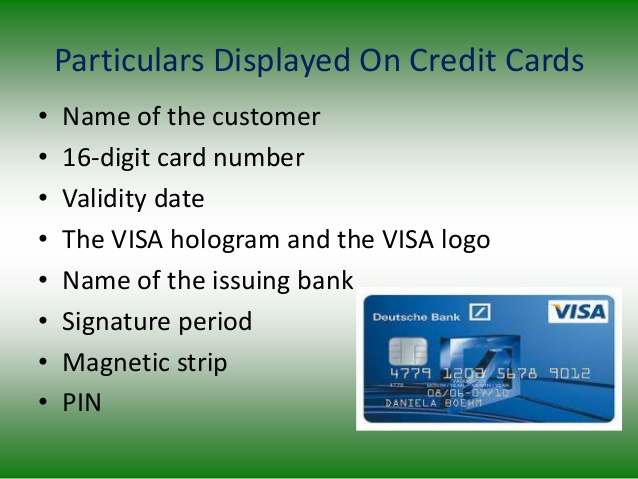 Particulars Displayed On Credit Cards
• Name of the customer
• 16-digit card number
• Validity date
• The VISA hologram and the VISA logo
• Name of the issuing bank
• Signature period
• Magnetic strip
• PIN
Deutsche Bank
VISA
4779 1203 5678 9012
4779
08/06-07/10
DANIELA BOEHM